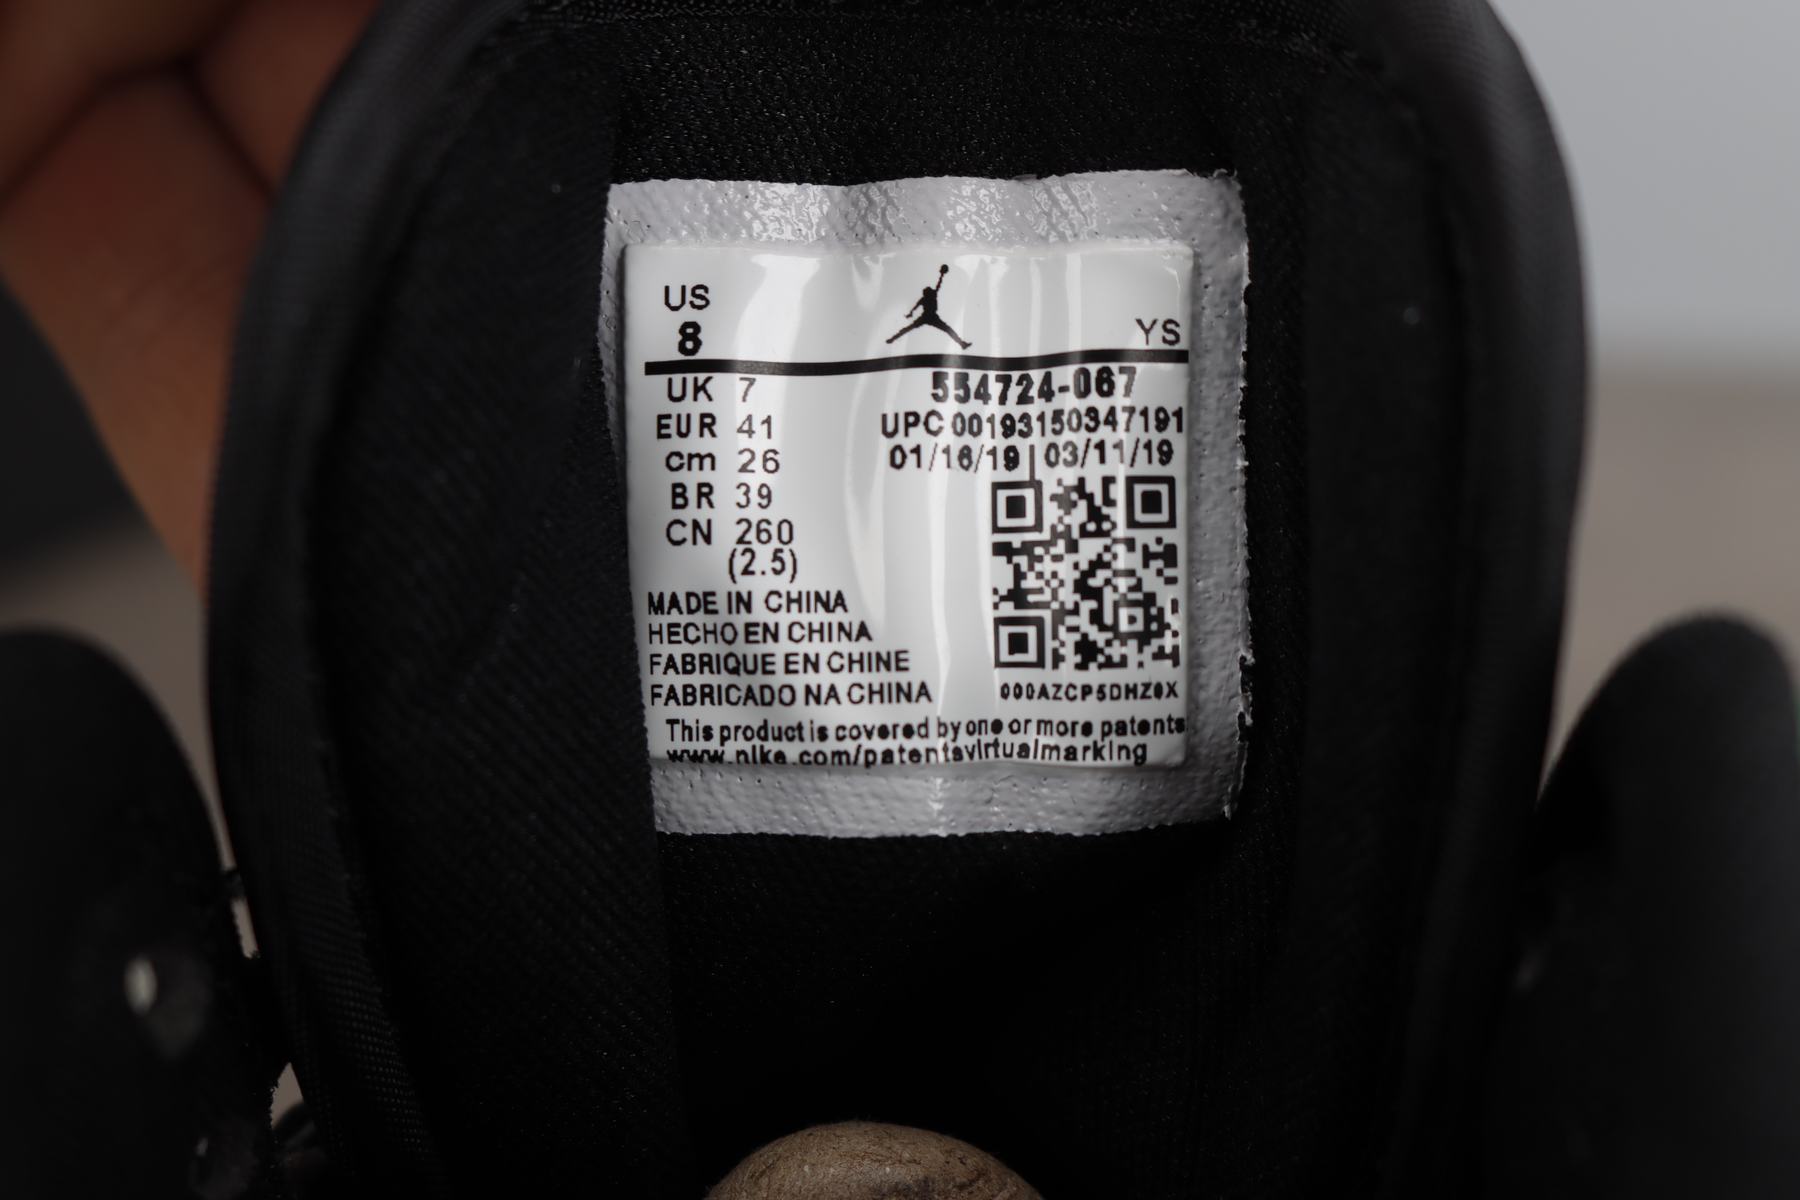 US
8
YS
UK 7
554724-067
EUR 41
UPC 00193150347191
cm 26
01/16/19 | 03/11/19
BR 39
CN 260
(2.5)
MADE IN CHINA
HECHO EN CHINA
FABRIQUE EN CHINE
FABRICADO NA CHINA
000AZCP5DHZ0X
This product is covered by one or more patents
www.nike.com/patentsvirtualmarking